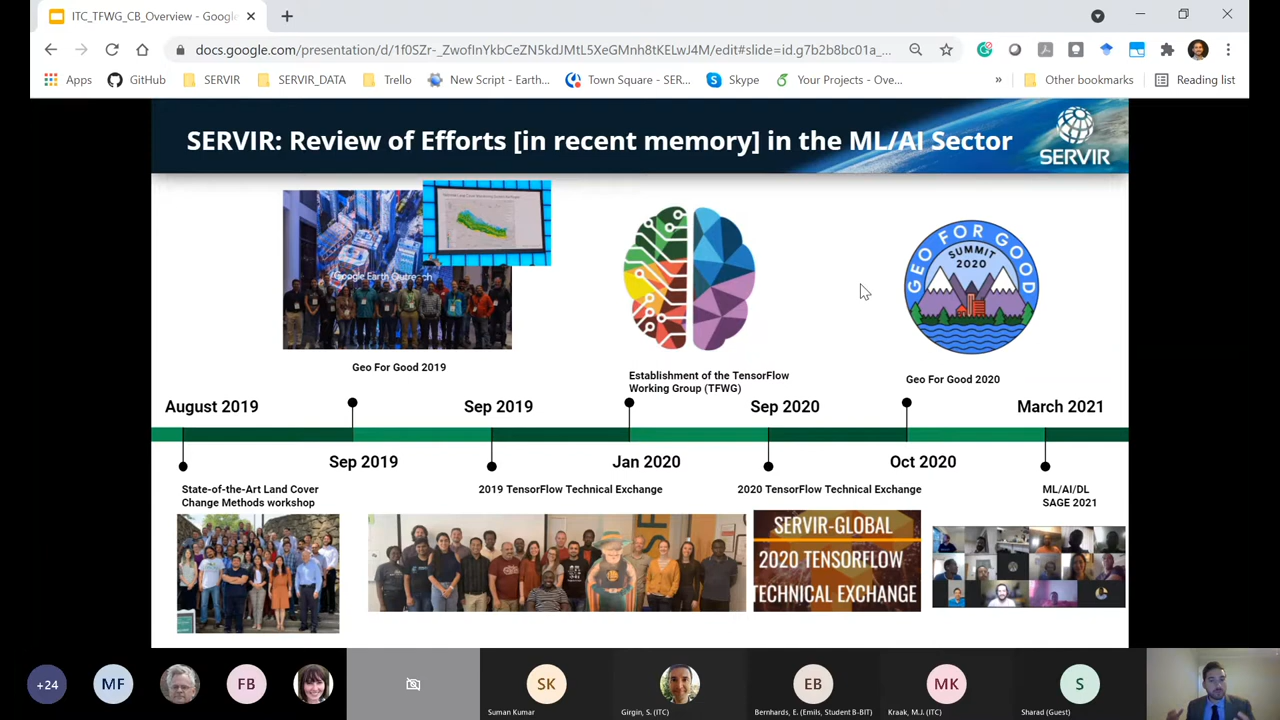 ITC_TFWG_CB_Overview - Google
docs.google.com/presentation/d/1f0SZr-_ZwofInYkbCeZN5kdJMtL5XeGMnh8tKELwJ4M/edit#slide=id.g7b2b8bc01a_...
Apps GitHub SERVIR SERVIR_DATA Trello New Script - Earth... Town Square - SER... Skype Your Projects - Ove... » Other bookmarks Reading list
SERVIR: Review of Efforts [in recent memory] in the ML/AI Sector
SERVIR
Google Earth Outreach
GEO FOR GOOD
SUMMIT
2020
Geo For Good 2019
Establishment of the TensorFlow
Working Group (TFWG)
Geo For Good 2020
August 2019 Sep 2019 Sep 2020 March 2021
Sep 2019 Jan 2020 Oct 2020
State-of-the-Art Land Cover
Change Methods workshop
2019 TensorFlow Technical Exchange
2020 TensorFlow Technical Exchange
ML/AI/DL
SAGE 2021
SERVIR-GLOBAL
2020 TENSORFLOW
TECHNICAL EXCHANGE
+24 MF FB SK EB MK S
Suman Kumar Girgin, S. (ITC) Bernhards, E. (Emils, Student B-BIT) Kraak, M.J. (ITC) Sharad (Guest)